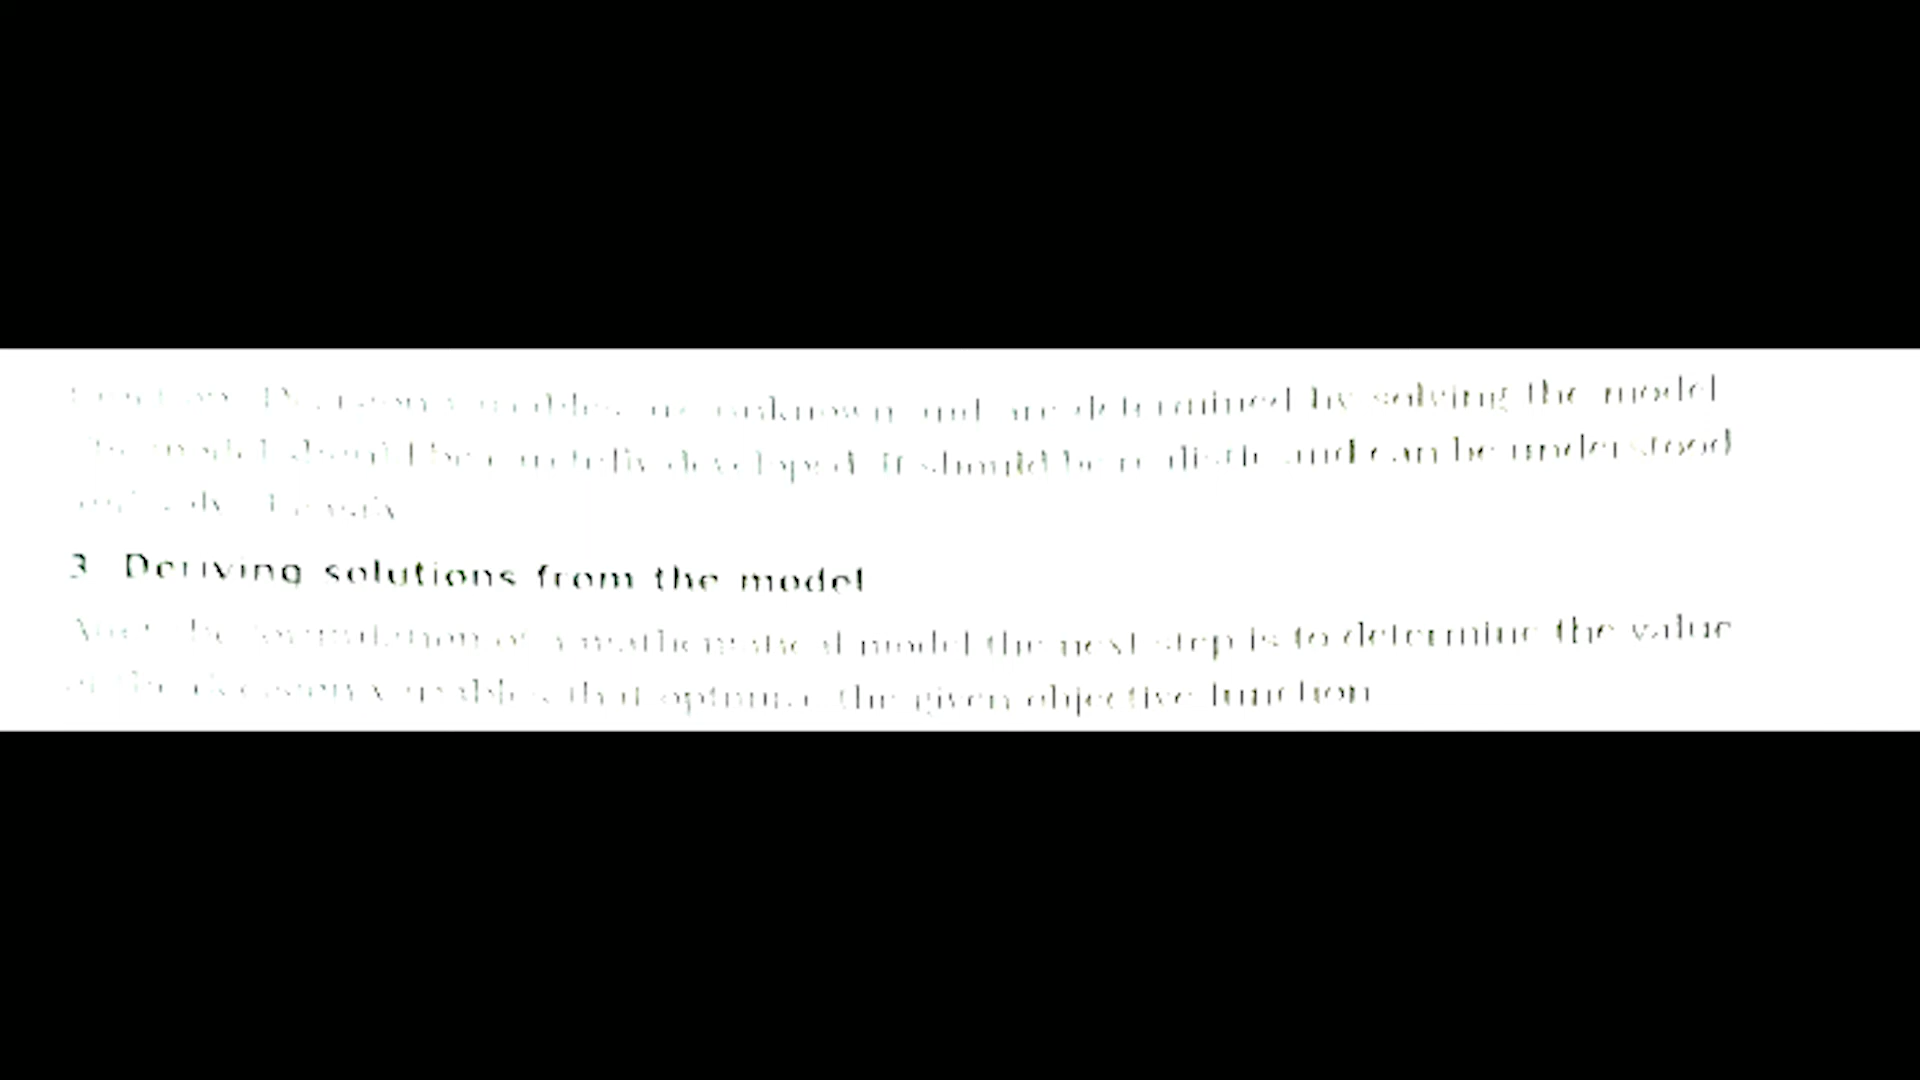 function. Decision variables are unknown and are determined by solving the model
The model should be carefully developed. It should be realistic and can be understood
easily
3 Deriving solutions from the model
After the formulation of a mathematical model the next step is to determine the value
of the decision variables that optimize the given objective function